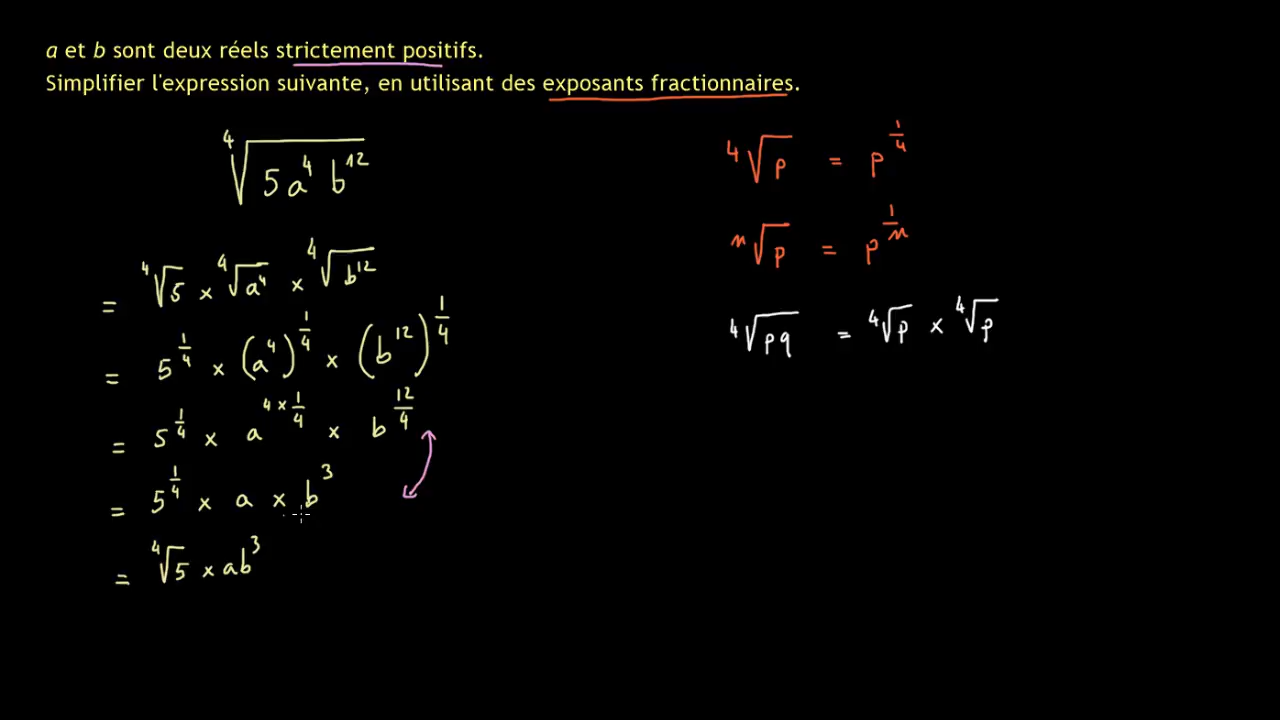 a et b sont deux réels strictement positifs.
Simplifier l'expression suivante, en utilisant des exposants fractionnaires.
⁴√(5a⁴ b¹²)
= ⁴√5 × ⁴√(a⁴) × ⁴√(b¹²)
= 5^(1/4) × (a⁴)^(1/4) × (b¹²)^(1/4)
= 5^(1/4) × a^(4×1/4) × b^(12/4)
= 5^(1/4) × a × b³
= ⁴√5 × ab³
⁴√p = p^(1/4)
ⁿ√p = p^(1/n)
⁴√(pq) = ⁴√p × ⁴√p